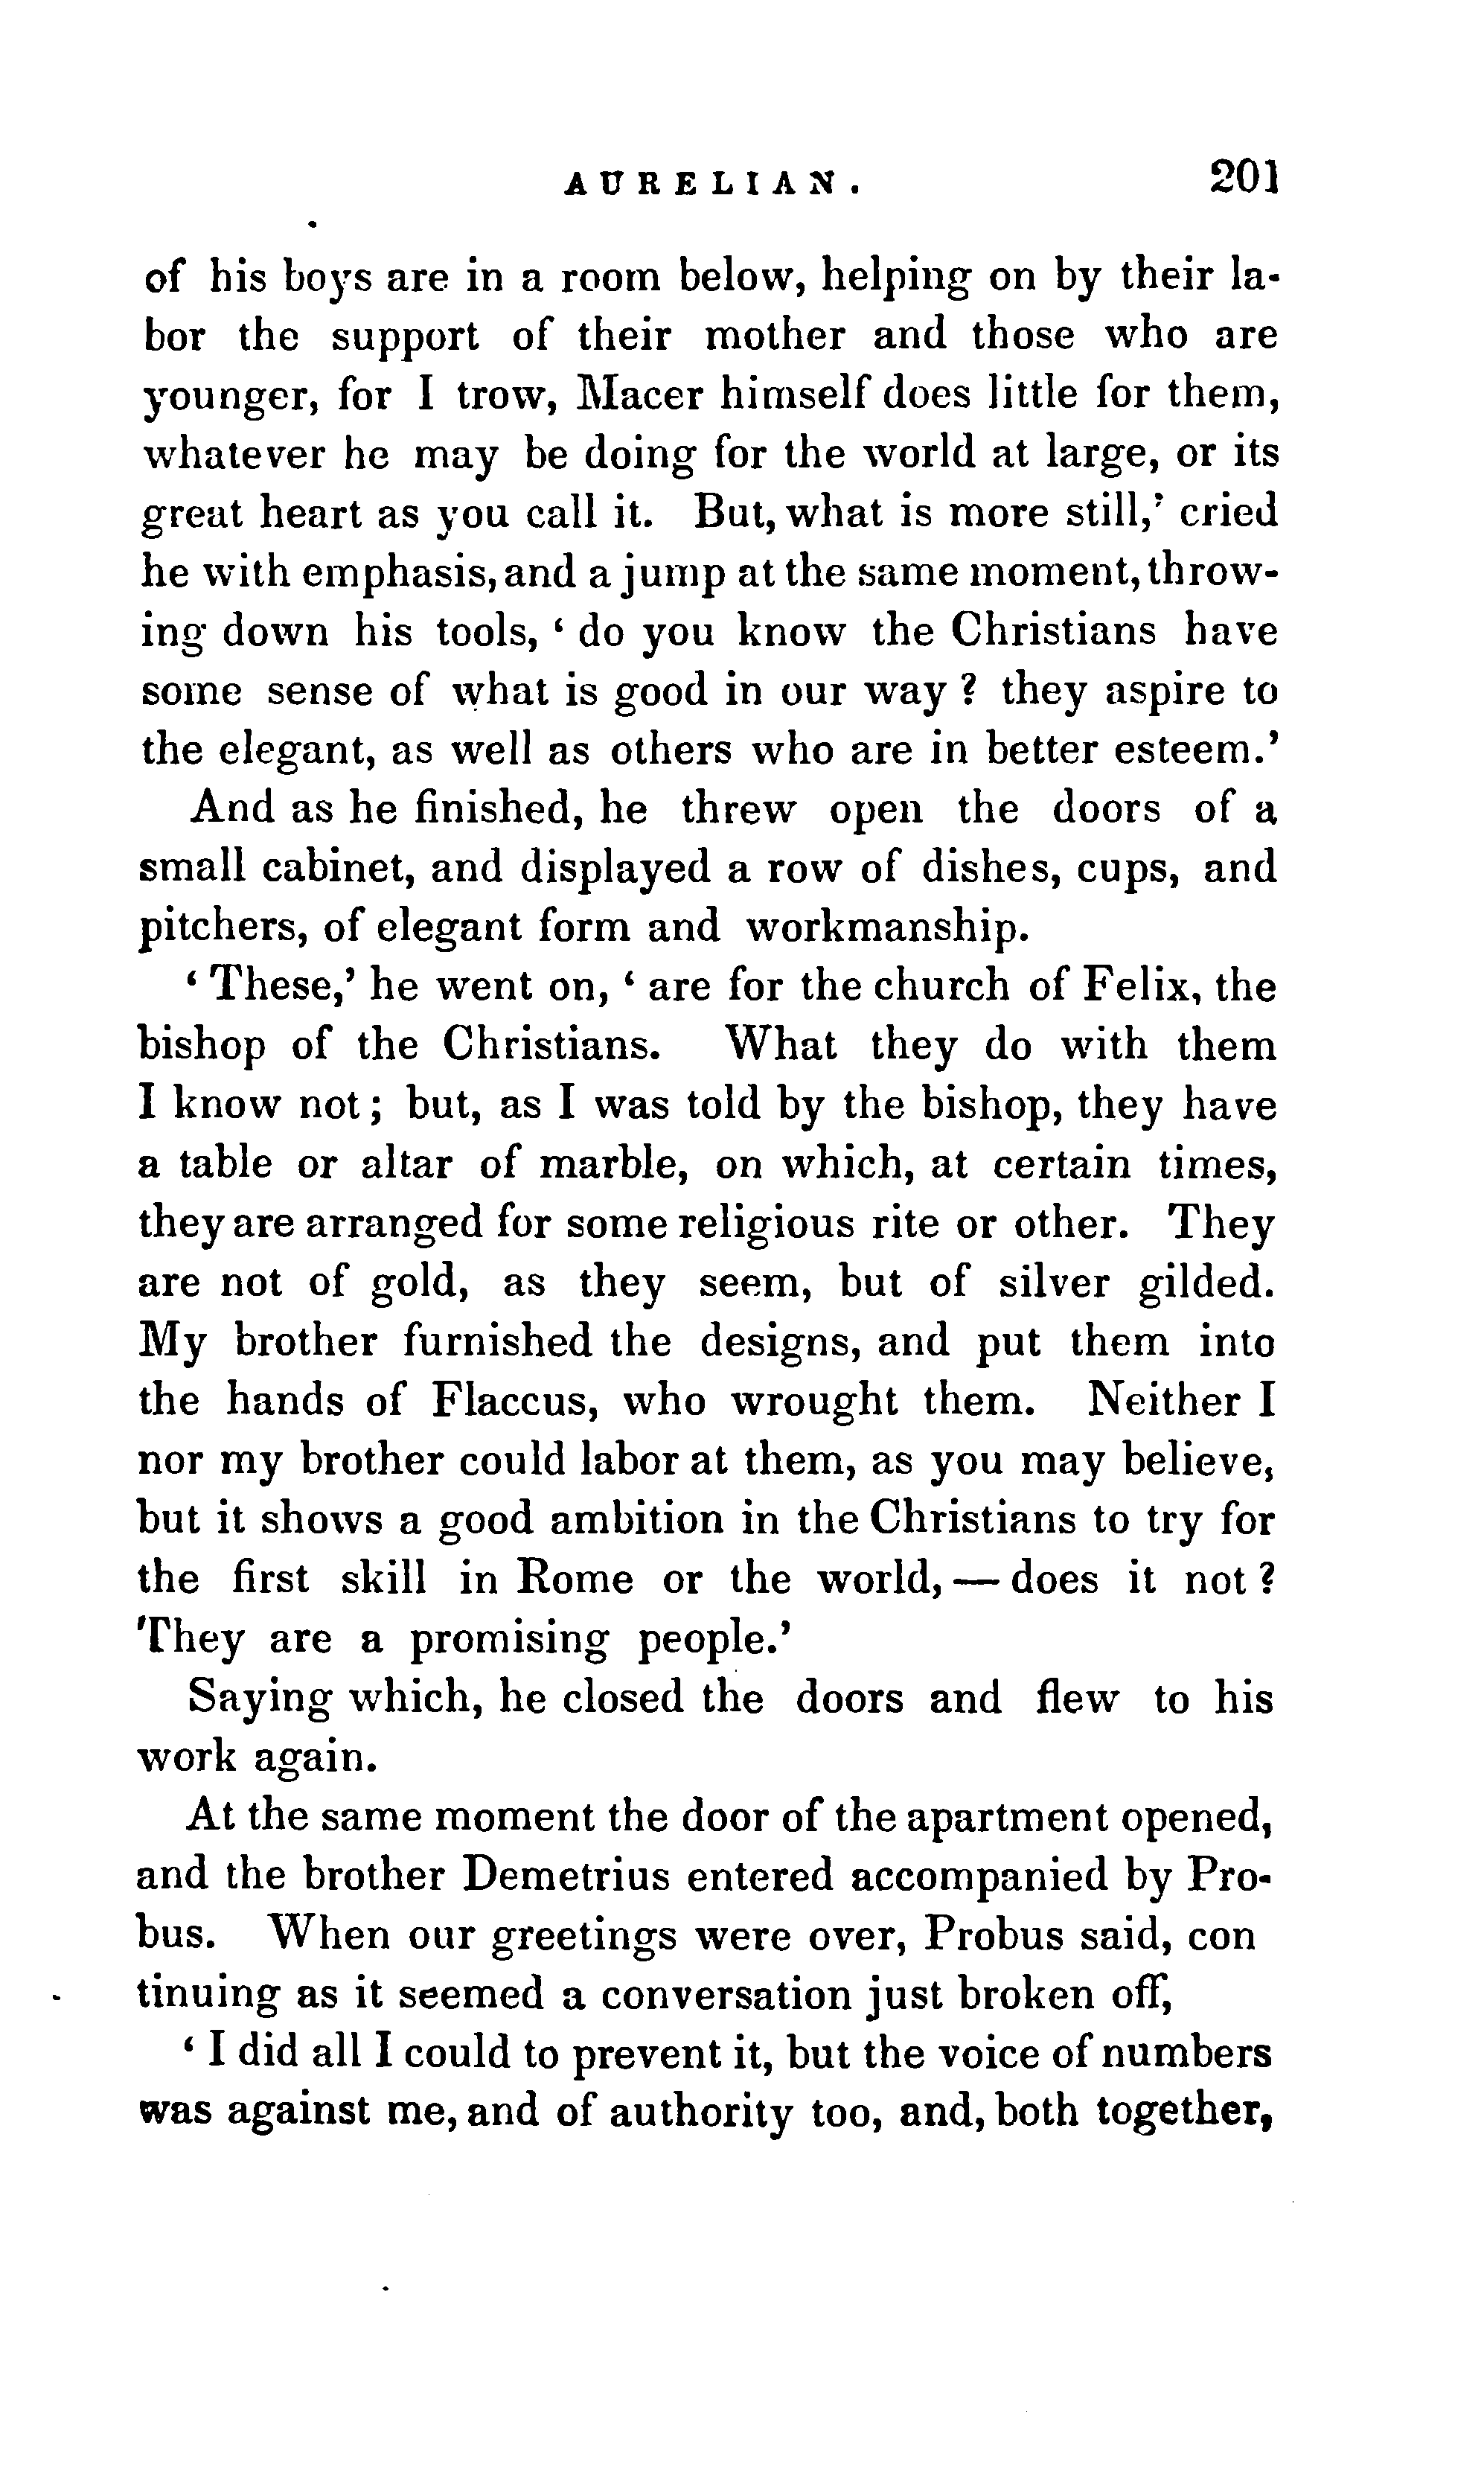 AURELIAN. 201
of his boys are in a room below, helping on by their la-
bor the support of their mother and those who are
younger, for I trow, Macer himself does little for them,
whatever he may be doing for the world at large, or its
great heart as you call it. But, what is more still,' cried
he with emphasis, and a jump at the same moment, throw-
ing down his tools, ‘ do you know the Christians have
some sense of what is good in our way ? they aspire to
the elegant, as well as others who are in better esteem.’
And as he finished, he threw open the doors of a
small cabinet, and displayed a row of dishes, cups, and
pitchers, of elegant form and workmanship.
‘ These,’ he went on, ‘ are for the church of Felix, the
bishop of the Christians. What they do with them
I know not ; but, as I was told by the bishop, they have
a table or altar of marble, on which, at certain times,
they are arranged for some religious rite or other. They
are not of gold, as they seem, but of silver gilded.
My brother furnished the designs, and put them into
the hands of Flaccus, who wrought them. Neither I
nor my brother could labor at them, as you may believe,
but it shows a good ambition in the Christians to try for
the first skill in Rome or the world, — does it not ?
They are a promising people.’
Saying which, he closed the doors and flew to his
work again.
At the same moment the door of the apartment opened,
and the brother Demetrius entered accompanied by Pro-
bus. When our greetings were over, Probus said, con
tinuing as it seemed a conversation just broken off,
‘ I did all I could to prevent it, but the voice of numbers
was against me, and of authority too, and, both together,